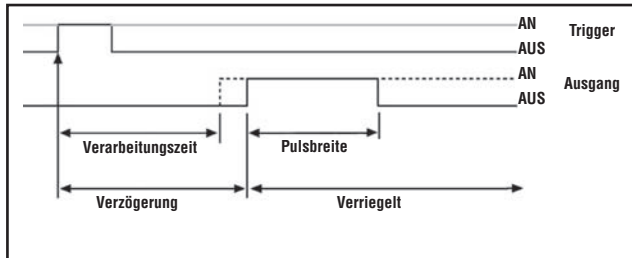 AN
Trigger
AUS
AN
Ausgang
AUS
Verarbeitungszeit
Pulsbreite
Verzögerung
Verriegelt